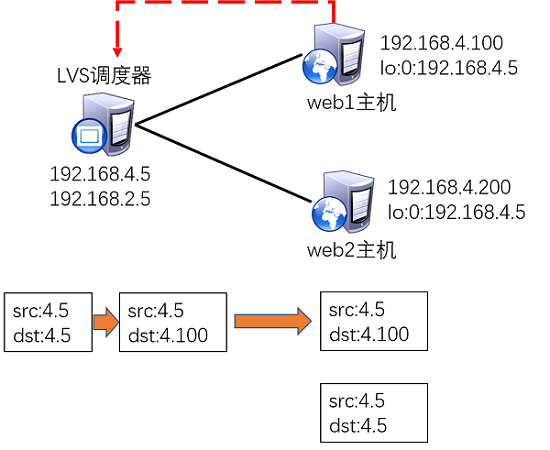 LVS调度器
192.168.4.5
192.168.2.5
192.168.4.100
lo:0:192.168.4.5
web1主机
192.168.4.200
lo:0:192.168.4.5
web2主机
src:4.5
dst:4.5
src:4.5
dst:4.100
src:4.5
dst:4.100
src:4.5
dst:4.5